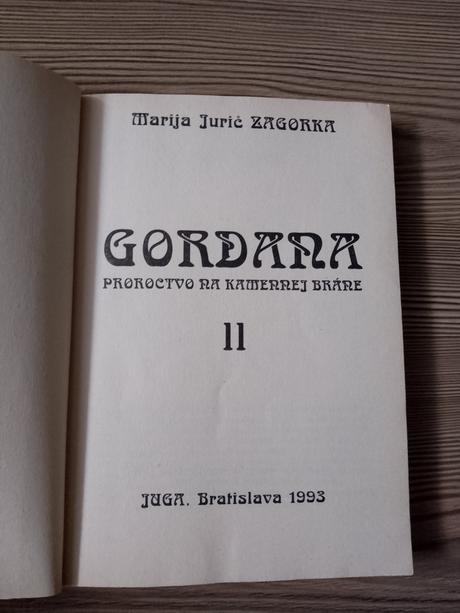 Marija Jurić ZAGORKA
GORDANA
PROROCTVO NA KAMENNEJ BRÁNE
II
JUGA, Bratislava 1993